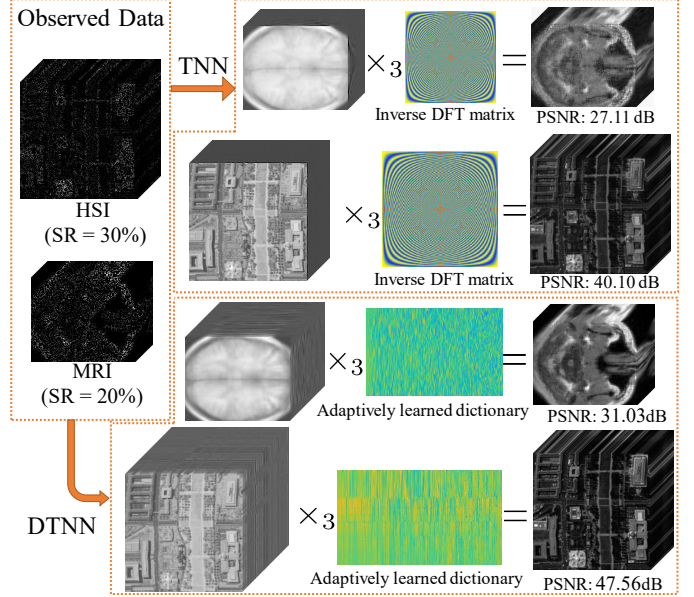 Observed Data
HSI
(SR = 30%)
MRI
(SR = 20%)
TNN
×3
Inverse DFT matrix
=
PSNR: 27.11 dB
×3
Inverse DFT matrix
=
PSNR: 40.10 dB
DTNN
×3
Adaptively learned dictionary
=
PSNR: 31.03dB
×3
Adaptively learned dictionary
=
PSNR: 47.56dB